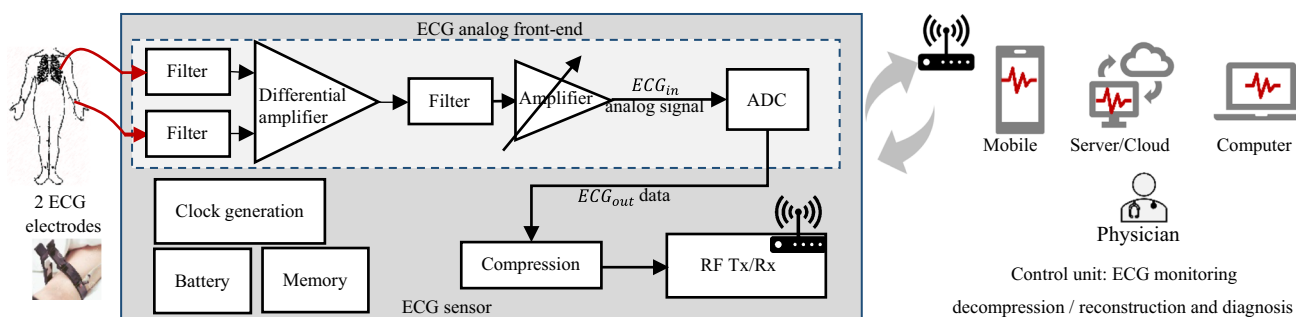 ECG analog front-end
Filter
Filter
Differential
amplifier
Filter
Amplifier
ECG_in
analog signal
ADC
2 ECG
electrodes
Clock generation
Battery
Memory
ECG_out data
Compression
RF Tx/Rx
ECG sensor
Mobile
Server/Cloud
Computer
Physician
Control unit: ECG monitoring
decompression / reconstruction and diagnosis